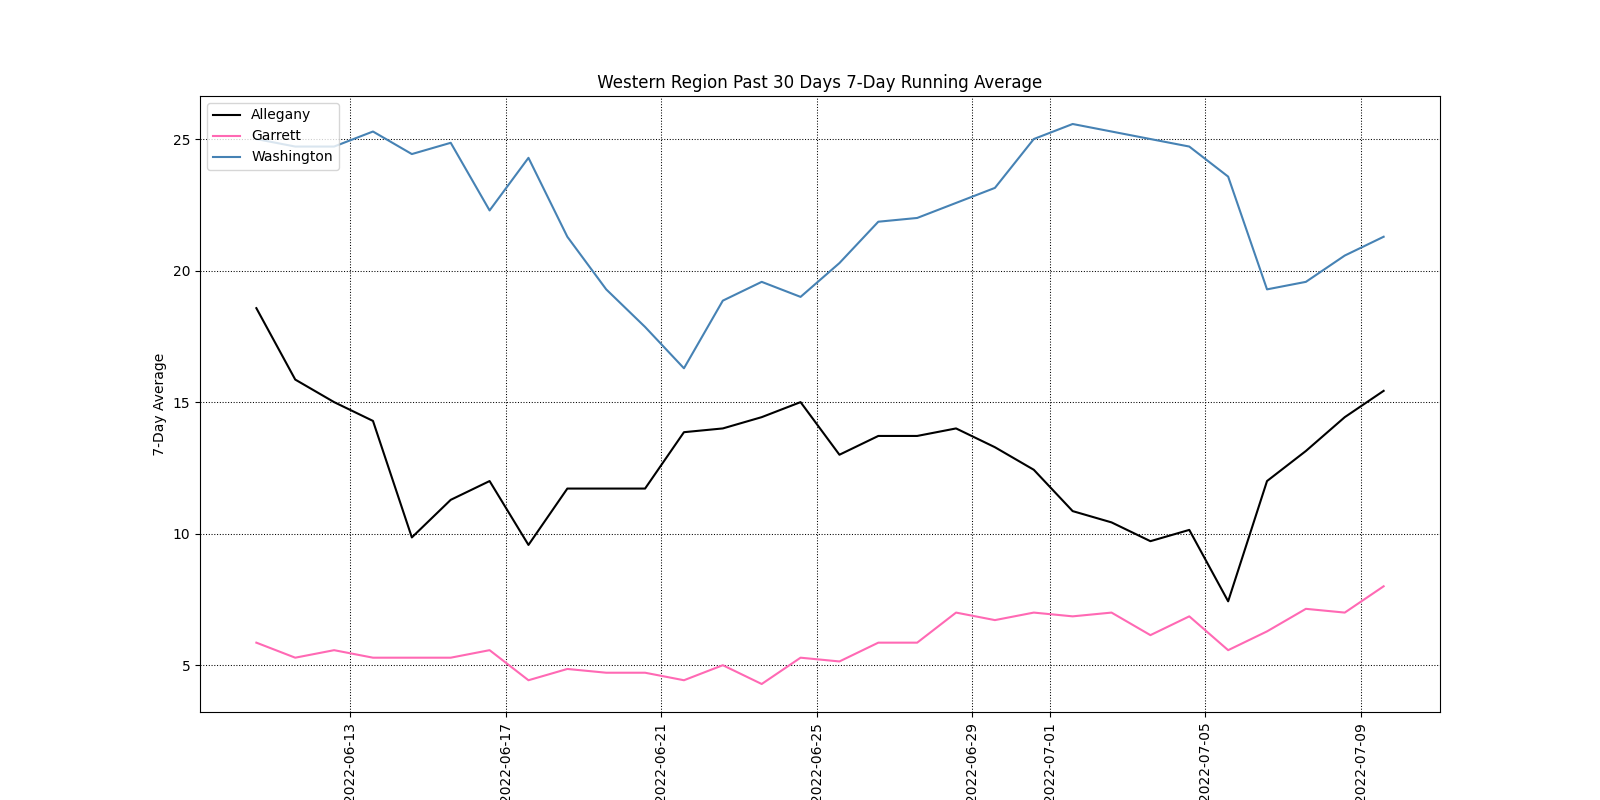 Western Region Past 30 Days 7-Day Running Average
Allegany
Garrett
Washington
7-Day Average
25
20
15
10
5
2022-06-13
2022-06-17
2022-06-21
2022-06-25
2022-06-29
2022-07-01
2022-07-05
2022-07-09